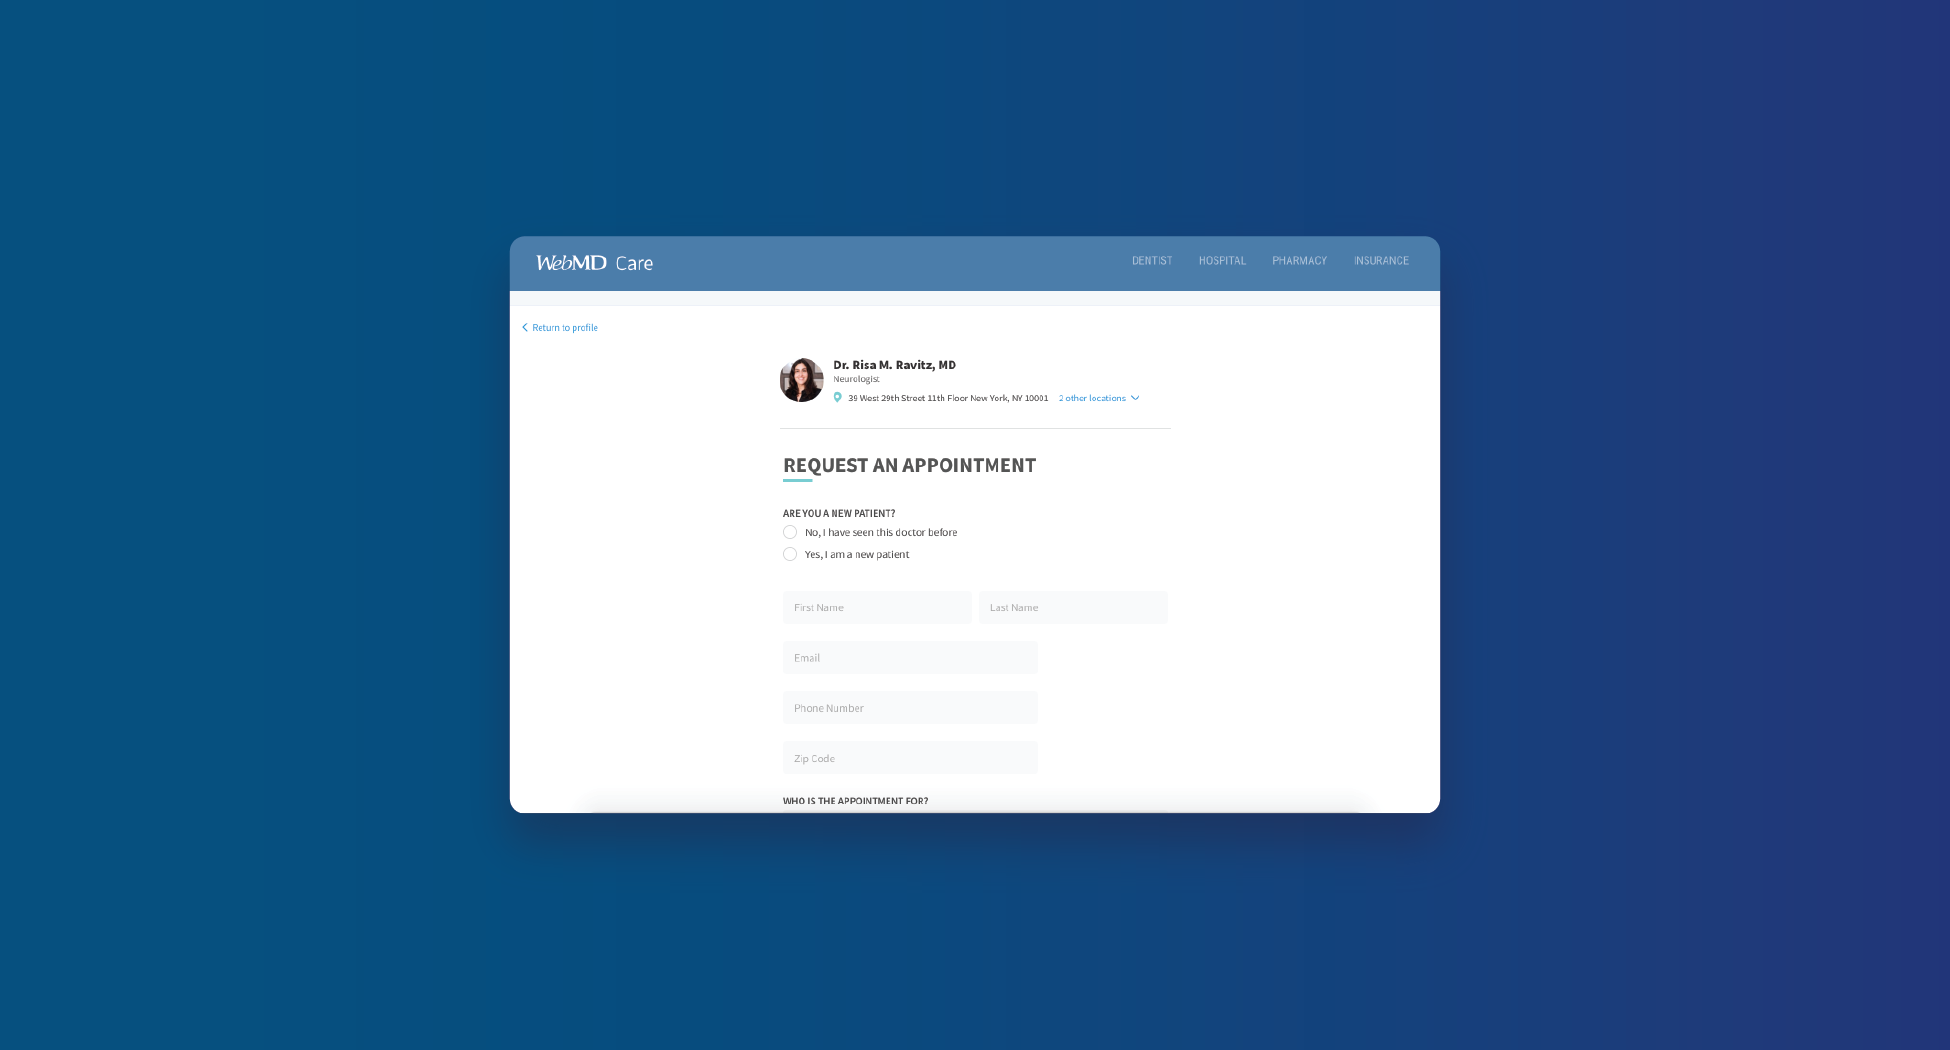 WebMD Care
DENTIST HOSPITAL PHARMACY INSURANCE
Return to profile
Dr. Risa M. Ravitz, MD
Neurologist
39 West 29th Street 11th Floor New York, NY 10001 2 other locations
REQUEST AN APPOINTMENT
ARE YOU A NEW PATIENT?
No, I have seen this doctor before
Yes, I am a new patient
First Name Last Name
Email
Phone Number
Zip Code
WHO IS THE APPOINTMENT FOR?